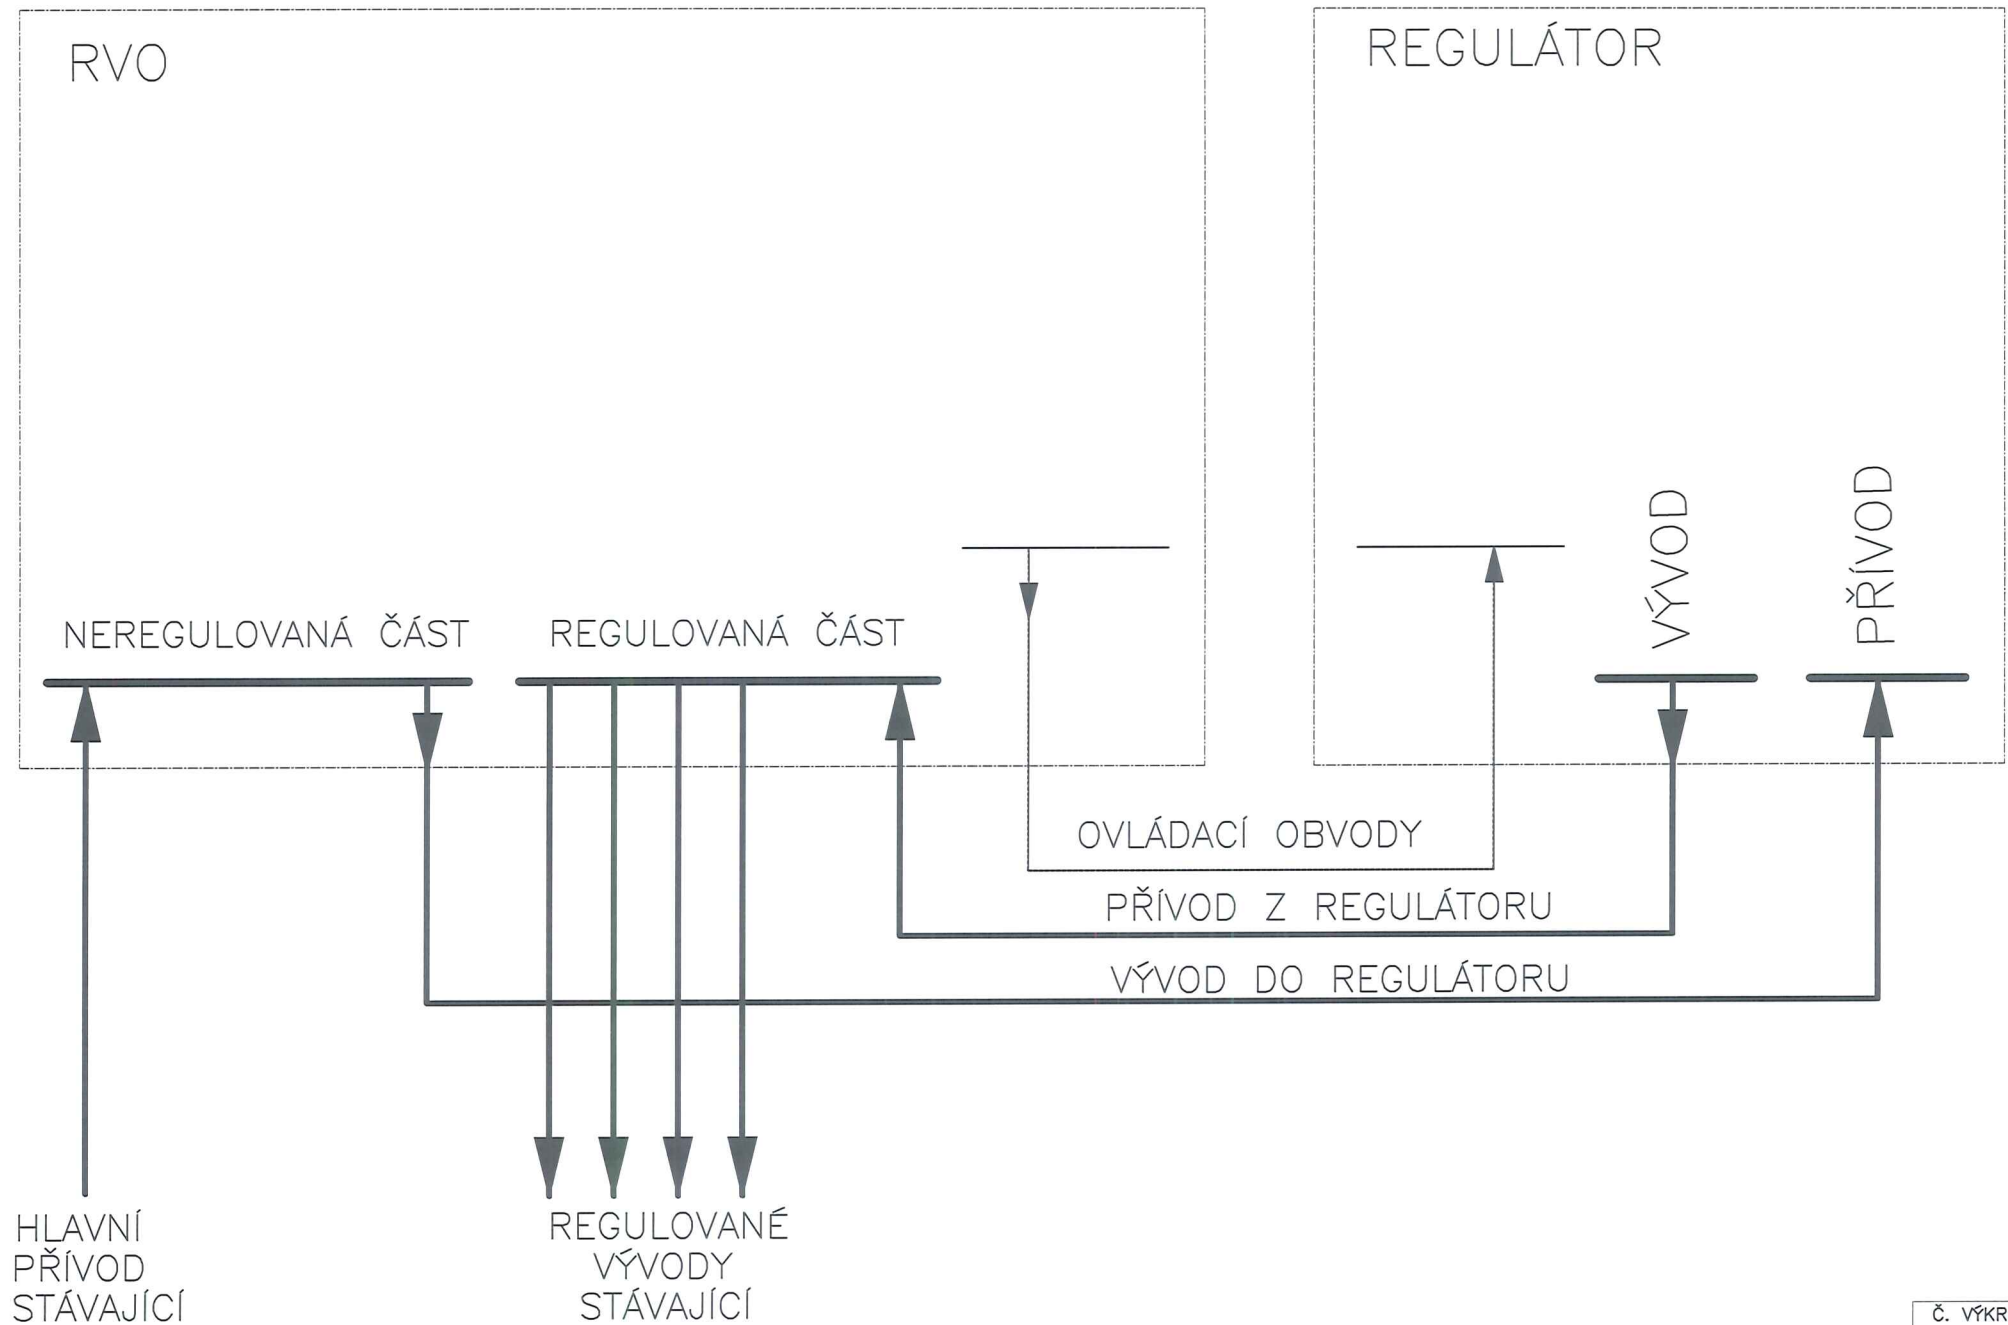 RVO
REGULÁTOR
VÝVOD
PŘÍVOD
NEREGULOVANÁ ČÁST
REGULOVANÁ ČÁST
OVLÁDACÍ OBVODY
PŘÍVOD Z REGULÁTORU
VÝVOD DO REGULÁTORU
HLAVNÍ
PŘÍVOD
STÁVAJÍCÍ
REGULOVANÉ
VÝVODY
STÁVAJÍCÍ
Č. VÝKR